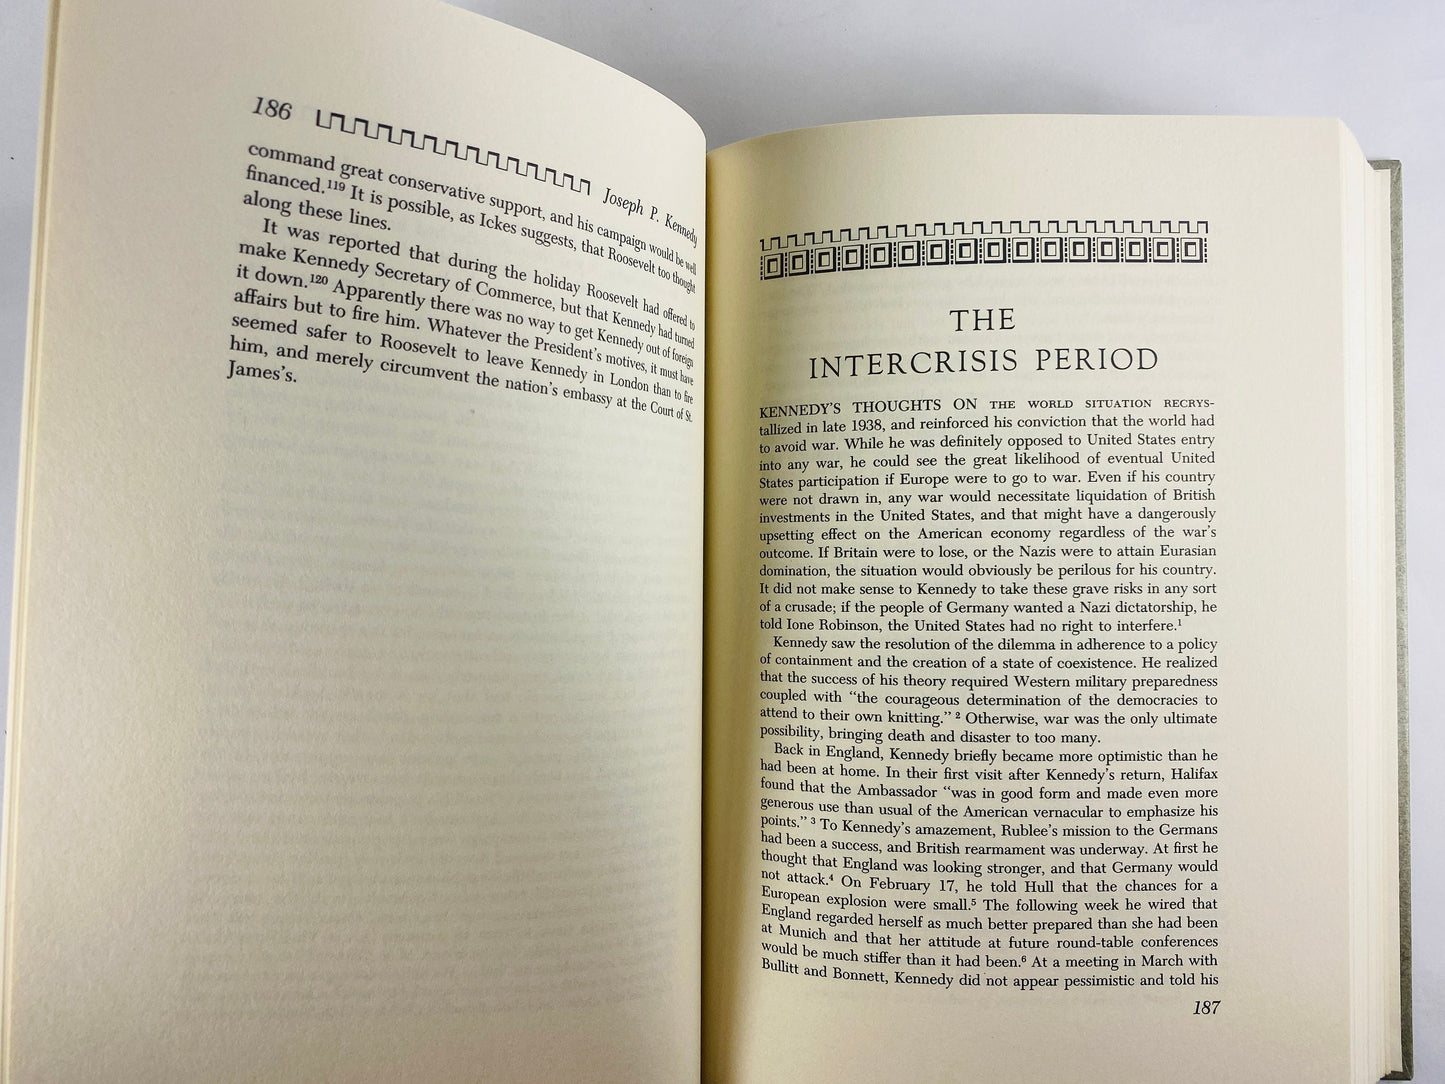 186
Joseph P. Kennedy
command great conservative support, and his campaign would be well
financed.¹¹⁹ It is possible, as Ickes suggests, that Roosevelt too thought
along these lines.
It was reported that during the holiday Roosevelt had offered to
make Kennedy Secretary of Commerce, but that Kennedy had turned
it down.¹²⁰ Apparently there was no way to get Kennedy out of foreign
affairs but to fire him. Whatever the President's motives, it must have
seemed safer to Roosevelt to leave Kennedy in London than to fire
him, and merely circumvent the nation's embassy at the Court of St.
James's.
THE
INTERCRISIS PERIOD
KENNEDY'S THOUGHTS ON THE WORLD SITUATION RECRYS-
tallized in late 1938, and reinforced his conviction that the world had
to avoid war. While he was definitely opposed to United States entry
into any war, he could see the great likelihood of eventual United
States participation if Europe were to go to war. Even if his country
were not drawn in, any war would necessitate liquidation of British
investments in the United States, and that might have a dangerously
upsetting effect on the American economy regardless of the war's
outcome. If Britain were to lose, or the Nazis were to attain Eurasian
domination, the situation would obviously be perilous for his country.
It did not make sense to Kennedy to take these grave risks in any sort
of a crusade; if the people of Germany wanted a Nazi dictatorship, he
told Ione Robinson, the United States had no right to interfere.¹
Kennedy saw the resolution of the dilemma in adherence to a policy
of containment and the creation of a state of coexistence. He realized
that the success of his theory required Western military preparedness
coupled with "the courageous determination of the democracies to
attend to their own knitting." ² Otherwise, war was the only ultimate
possibility, bringing death and disaster to too many.
Back in England, Kennedy briefly became more optimistic than he
had been at home. In their first visit after Kennedy's return, Halifax
found that the Ambassador "was in good form and made even more
generous use than usual of the American vernacular to emphasize his
points." ³ To Kennedy's amazement, Rublee's mission to the Germans
had been a success, and British rearmament was underway. At first he
thought that England was looking stronger, and that Germany would
not attack.⁴ On February 17, he told Hull that the chances for a
European explosion were small.⁵ The following week he wired that
England regarded herself as much better prepared than she had been
at Munich and that her attitude at future round-table conferences
would be much stiffer than it had been.⁶ At a meeting in March with
Bullitt and Bonnett, Kennedy did not appear pessimistic and told his
187